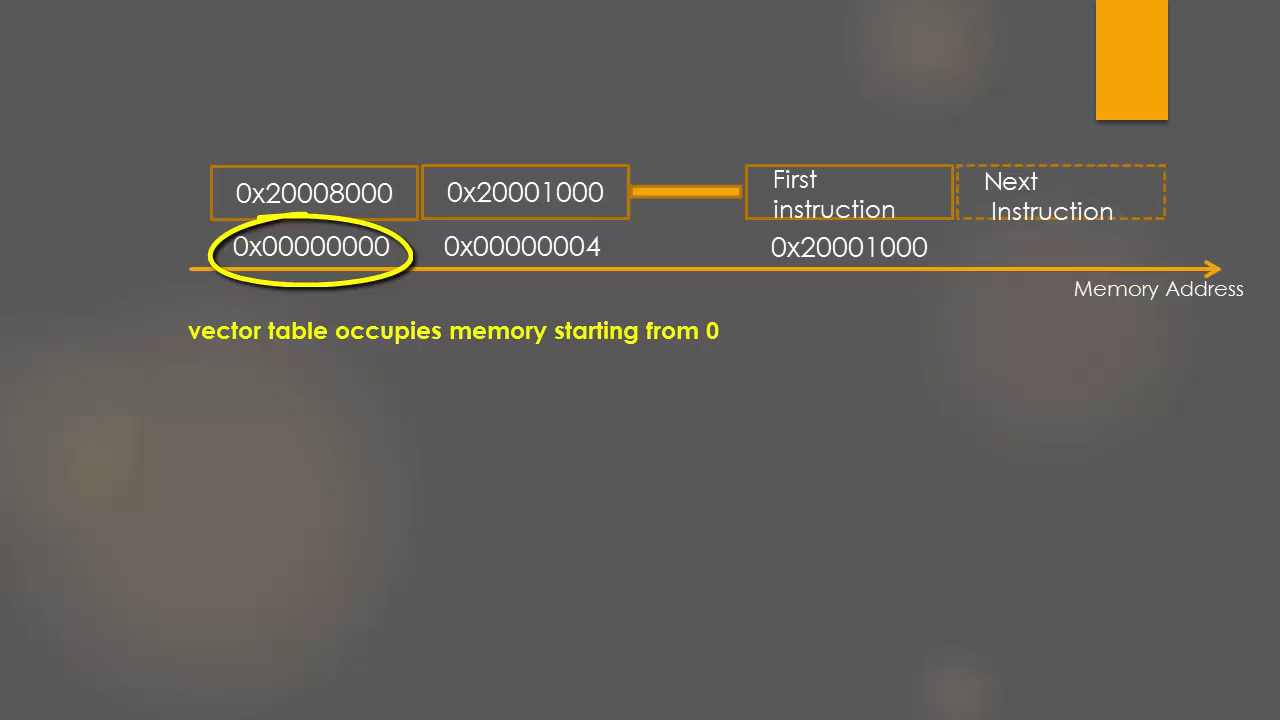 0x20008000
0x20001000
First
instruction
Next
Instruction
0x00000000
0x00000004
0x20001000
Memory Address
vector table occupies memory starting from 0